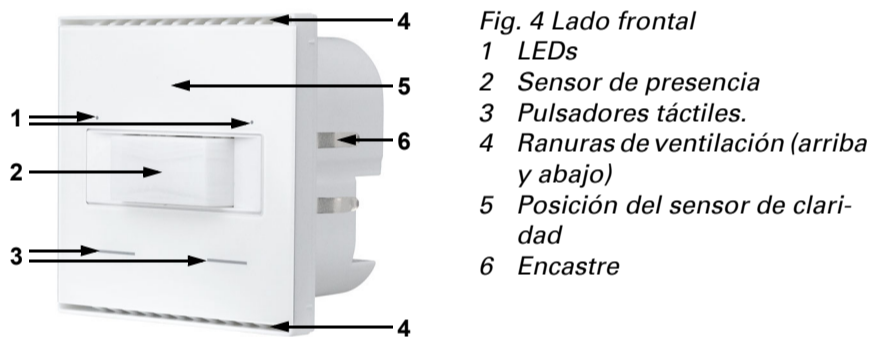 4
5
1
6
2
3
4
Fig. 4 Lado frontal
1 LEDs
2 Sensor de presencia
3 Pulsadores táctiles.
4 Ranuras de ventilación (arriba
y abajo)
5 Posición del sensor de clari-
dad
6 Encastre